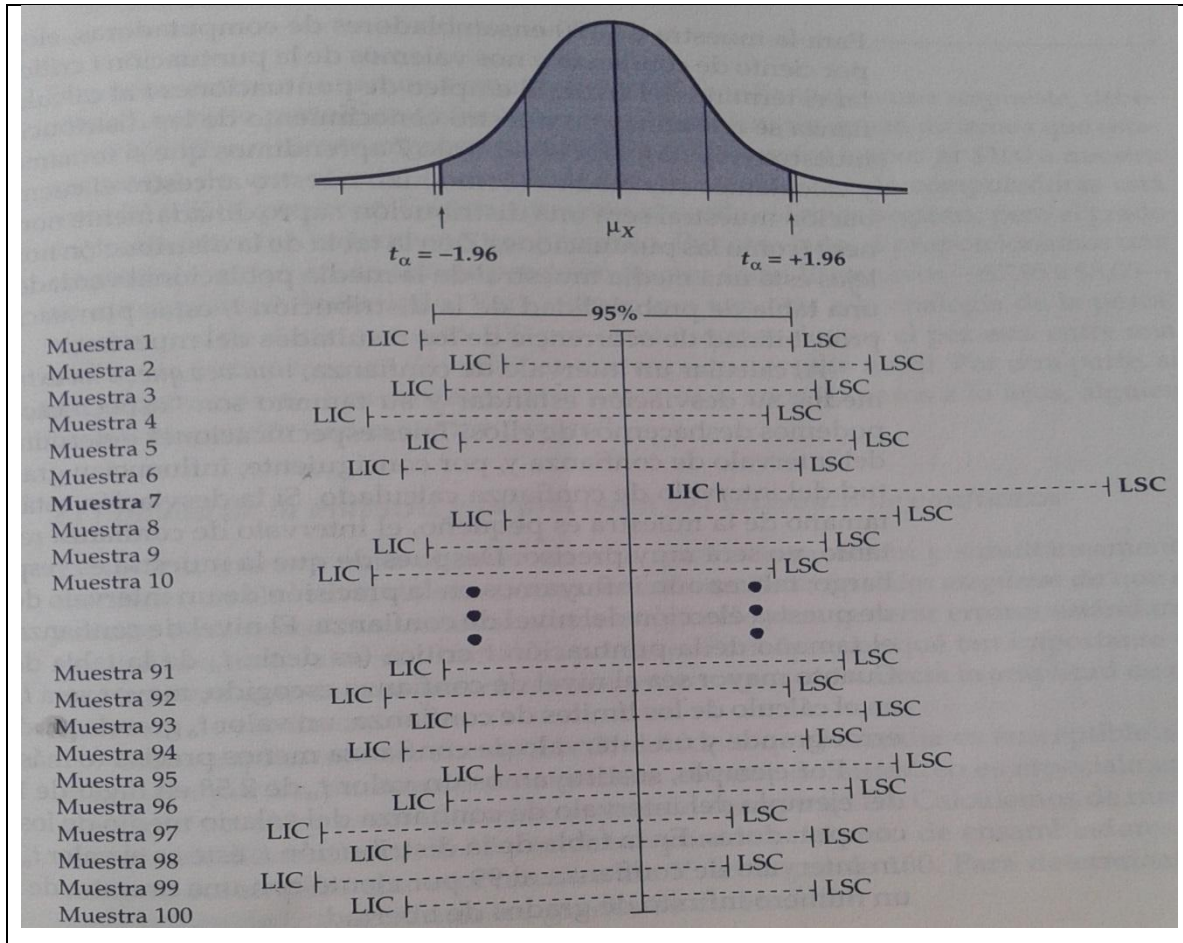 μX
tα = −1.96 tα = +1.96
95%
Muestra 1 LIC LSC
Muestra 2 LIC LSC
Muestra 3 LIC LSC
Muestra 4 LIC LSC
Muestra 5 LIC LSC
Muestra 6 LIC LSC
Muestra 7 LIC LSC
Muestra 8 LIC LSC
Muestra 9 LIC LSC
Muestra 10 LIC LSC
Muestra 91 LIC LSC
Muestra 92 LIC LSC
Muestra 93 LIC LSC
Muestra 94 LIC LSC
Muestra 95 LIC LSC
Muestra 96 LIC LSC
Muestra 97 LIC LSC
Muestra 98 LIC LSC
Muestra 99 LIC LSC
Muestra 100 LIC LSC